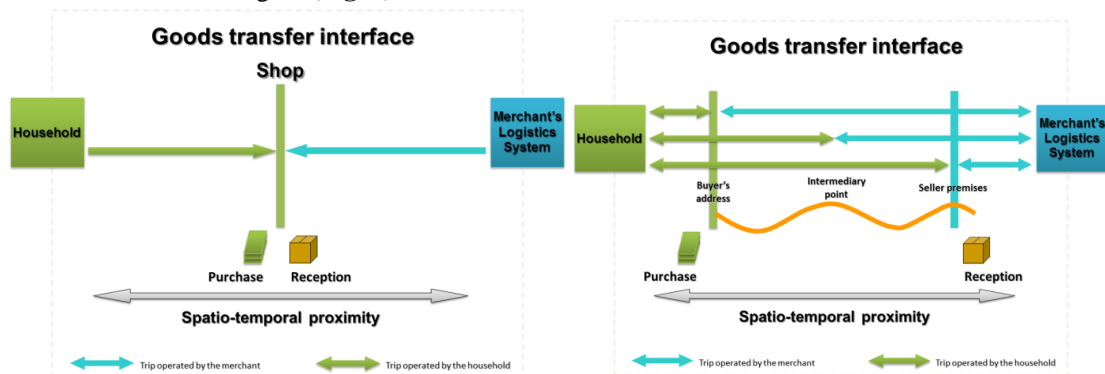 Goods transfer interface
Shop
Household
Merchant's
Logistics
System
Purchase
Reception
Spatio-temporal proximity
Trip operated by the merchant
Trip operated by the household
Goods transfer interface
Household
Merchant's
Logistics
System
Buyer's
address
Intermediary
point
Seller premises
Purchase
Reception
Spatio-temporal proximity
Trip operated by the merchant
Trip operated by the household